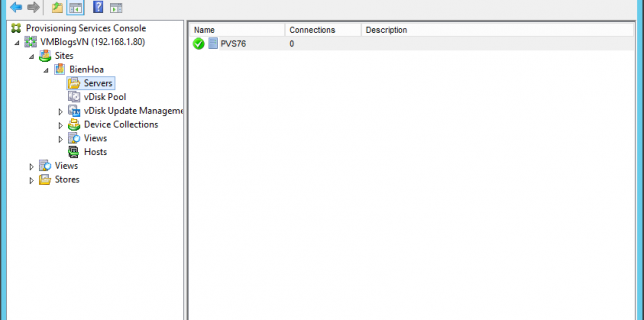 Provisioning Services Console
VMBlogsVN (192.168.1.80)
Sites
BienHoa
Servers
vDisk Pool
vDisk Update Manageme
Device Collections
Views
Hosts
Views
Stores
Name Connections Description
PVS76 0